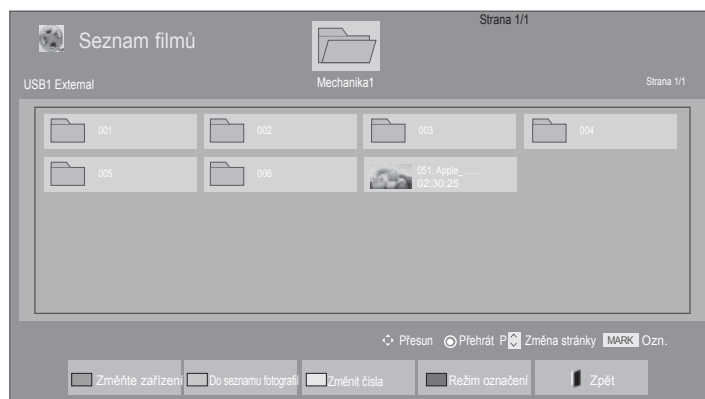 Strana 1/1
Seznam filmů
USB1 External
Mechanika1
Strana 1/1
001
002
003
004
005
006
051. Apple_ ......
02:30:25
Přesun Přehrát P Změna stránky MARK Ozn.
Změňte zařízení Do seznamu fotografií Změnit čísla Režim označení Zpět